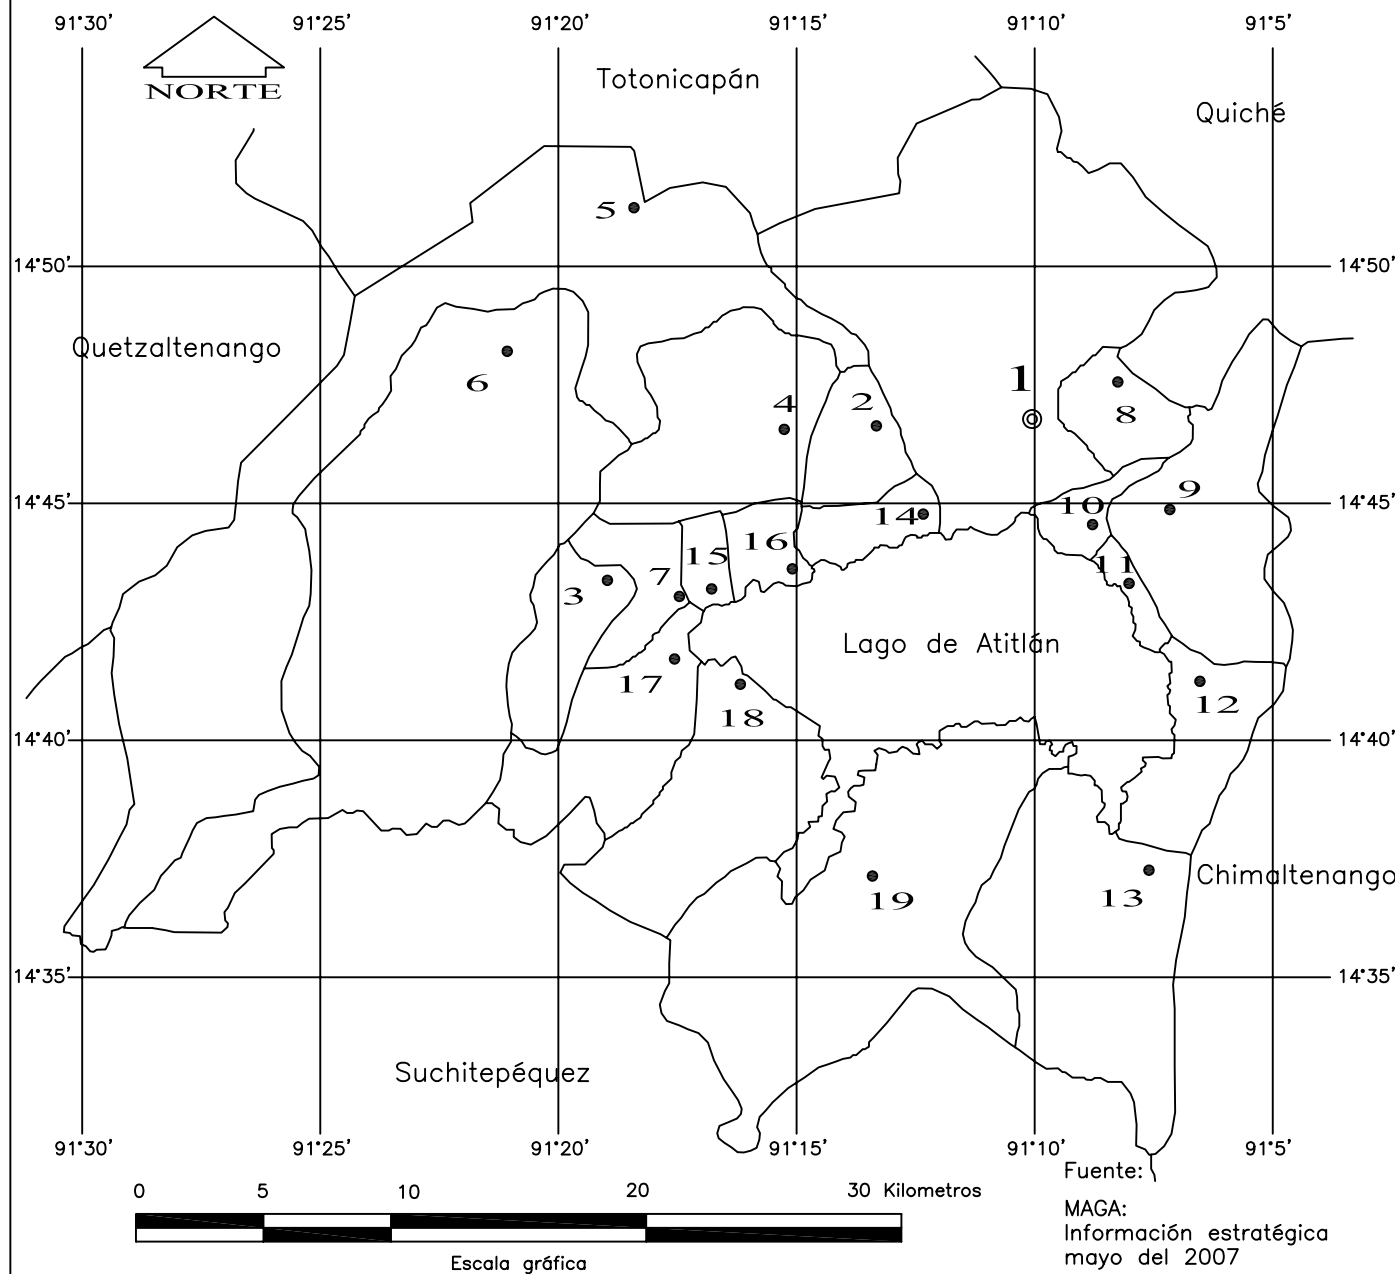 91°30' 91°25' 91°20' 91°15' 91°10' 91°5'
NORTE
Totonicapán
Quiché
5
14°50' 14°50'
Quetzaltenango
6
1
4
2
8
14°45' 14°45'
9
10
14
16
15
11
7
3
Lago de Atitlán
17
18
12
14°40' 14°40'
19
13
Chimaltenango
14°35' 14°35'
Suchitepéquez
91°30' 91°25' 91°20' 91°15' 91°10' 91°5'
0 5 10 20 30 Kilometros
Escala gráfica
Fuente:
MAGA:
Información estratégica
mayo del 2007